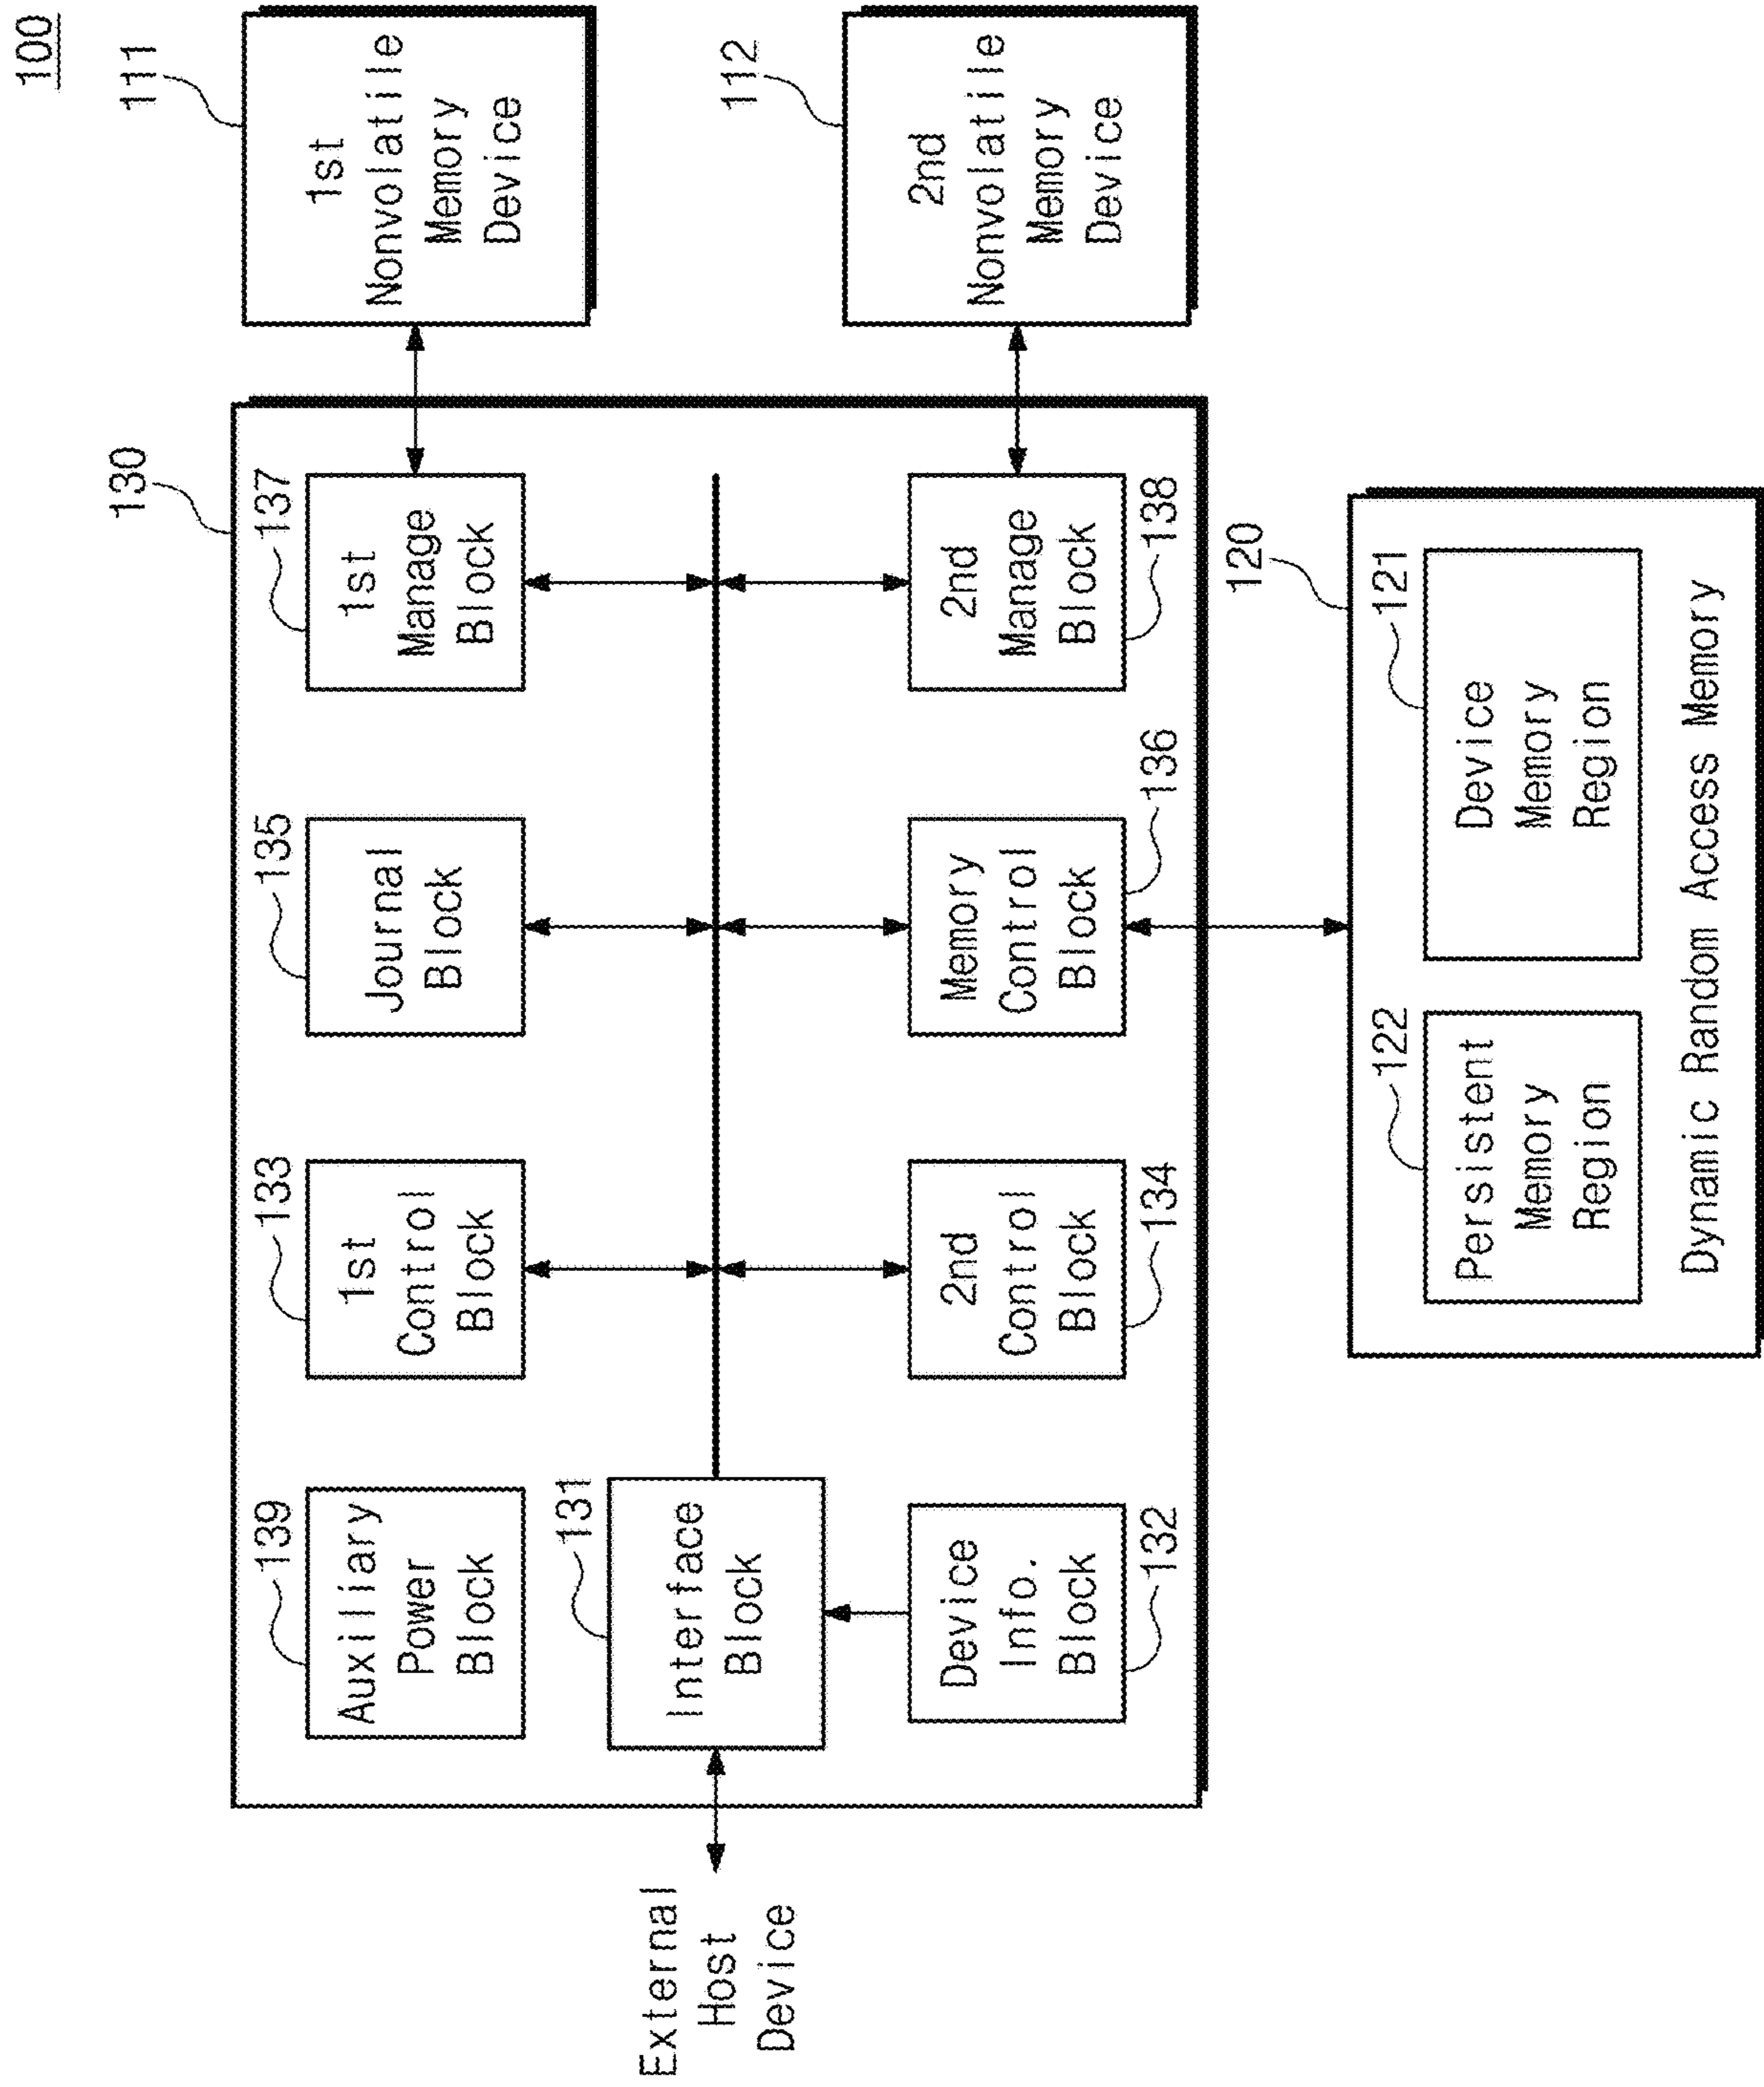 100
111
1st
Nonvolatile
Memory
Device
112
2nd
Nonvolatile
Memory
Device
130
139
Auxiliary
Power
Block
133
1st
Control
Block
135
Journal
Block
137
1st
Manage
Block
External
Host
Device
131
Interface
Block
Device
Info.
Block
132
2nd
Control
Block
134
Memory
Control
Block
136
2nd
Manage
Block
138
120
122
Persistent
Memory
Region
121
Device
Memory
Region
Dynamic Random Access Memory